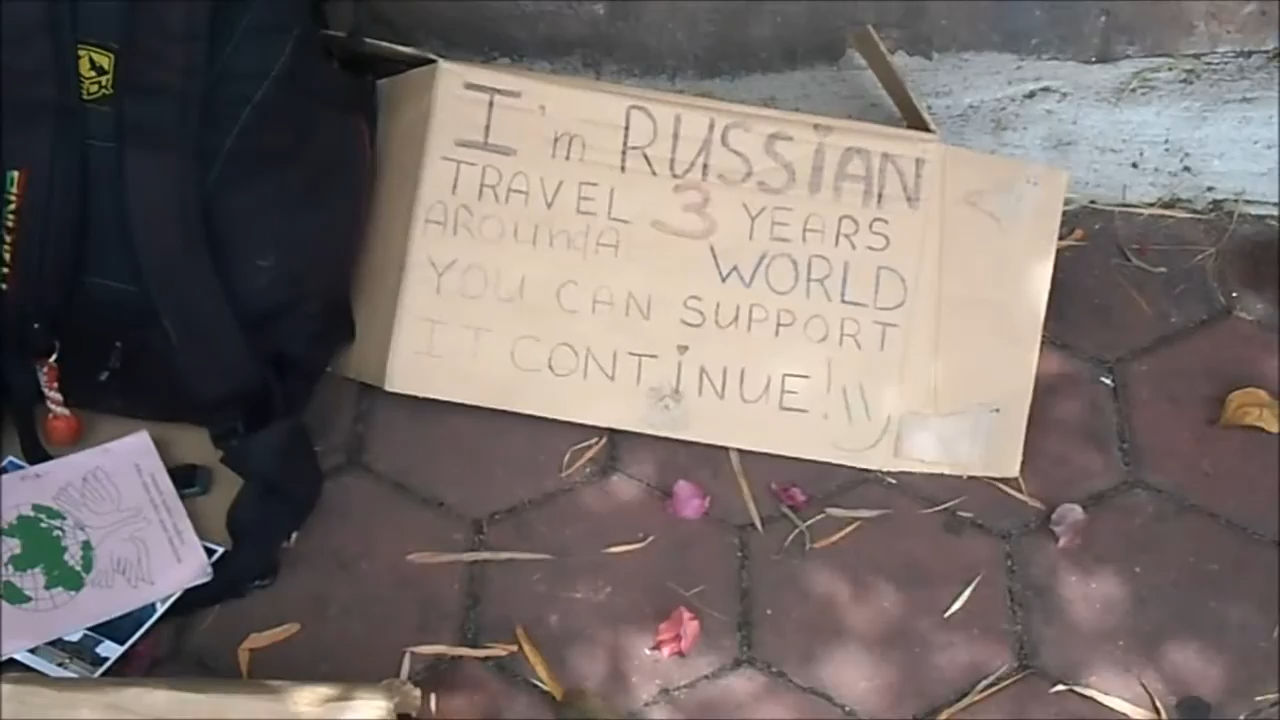 I'm RUSSiAN
TRAVEL 3 YEARS
AROundA WORLD
YOU CAN SUPPORT
IT CONTiNUE!))